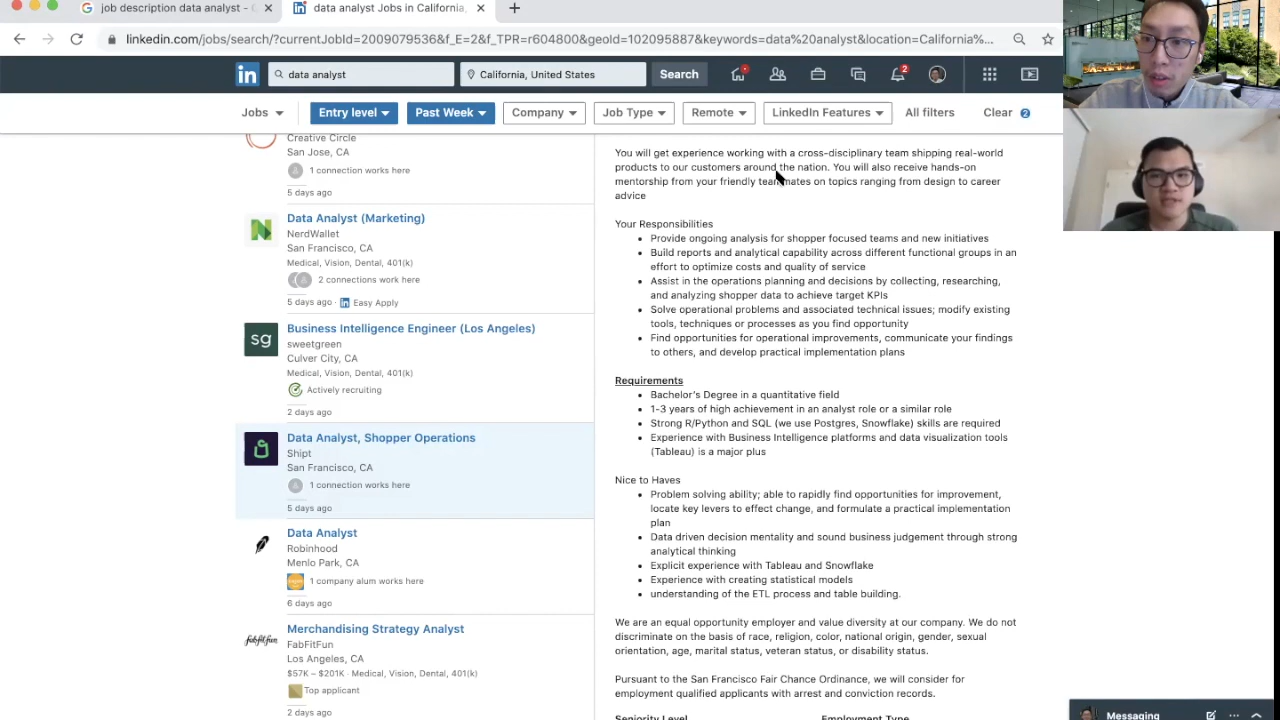 job description data analyst -
data analyst Jobs in California,
linkedin.com/jobs/search/?currentJobId=2009079536&f_E=2&f_TPR=r604800&geoId=102095887&keywords=data%20analyst&location=California%...
in
data analyst
California, United States
Search
2
Jobs
Entry level
Past Week
Company
Job Type
Remote
LinkedIn Features
All filters
Clear
2
Creative Circle
San Jose, CA
1 connection works here
5 days ago
Data Analyst (Marketing)
NerdWallet
San Francisco, CA
Medical, Vision, Dental, 401(k)
2 connections work here
5 days ago · in Easy Apply
sg
Business Intelligence Engineer (Los Angeles)
sweetgreen
Culver City, CA
Medical, Vision, Dental, 401(k)
Actively recruiting
2 days ago
Data Analyst, Shopper Operations
Shipt
San Francisco, CA
1 connection works here
5 days ago
Data Analyst
Robinhood
Menlo Park, CA
1 company alum works here
6 days ago
fabfitfun
Merchandising Strategy Analyst
FabFitFun
Los Angeles, CA
$57K – $201K · Medical, Vision, Dental, 401(k)
Top applicant
2 days ago
You will get experience working with a cross-disciplinary team shipping real-world
products to our customers around the nation. You will also receive hands-on
mentorship from your friendly teammates on topics ranging from design to career
advice
Your Responsibilities
• Provide ongoing analysis for shopper focused teams and new initiatives
• Build reports and analytical capability across different functional groups in an
effort to optimize costs and quality of service
• Assist in the operations planning and decisions by collecting, researching,
and analyzing shopper data to achieve target KPIs
• Solve operational problems and associated technical issues; modify existing
tools, techniques or processes as you find opportunity
• Find opportunities for operational improvements, communicate your findings
to others, and develop practical implementation plans
Requirements
• Bachelor's Degree in a quantitative field
• 1-3 years of high achievement in an analyst role or a similar role
• Strong R/Python and SQL (we use Postgres, Snowflake) skills are required
• Experience with Business Intelligence platforms and data visualization tools
(Tableau) is a major plus
Nice to Haves
• Problem solving ability; able to rapidly find opportunities for improvement,
locate key levers to effect change, and formulate a practical implementation
plan
• Data driven decision mentality and sound business judgement through strong
analytical thinking
• Explicit experience with Tableau and Snowflake
• Experience with creating statistical models
• understanding of the ETL process and table building.
We are an equal opportunity employer and value diversity at our company. We do not
discriminate on the basis of race, religion, color, national origin, gender, sexual
orientation, age, marital status, veteran status, or disability status.
Pursuant to the San Francisco Fair Chance Ordinance, we will consider for
employment qualified applicants with arrest and conviction records.
Seniority Level
Employment Type
Messaging